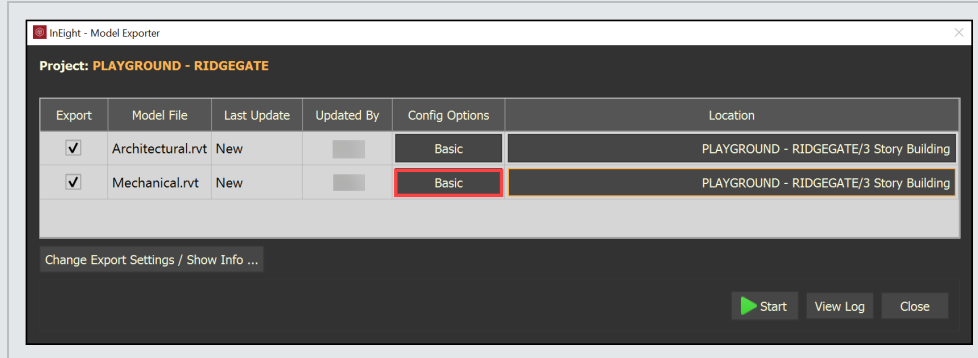 InEight - Model Exporter
Project: PLAYGROUND - RIDGEGATE
Export Model File Last Update Updated By Config Options Location
Architectural.rvt New Basic PLAYGROUND - RIDGEGATE/3 Story Building
Mechanical.rvt New Basic PLAYGROUND - RIDGEGATE/3 Story Building
Change Export Settings / Show Info ...
Start View Log Close